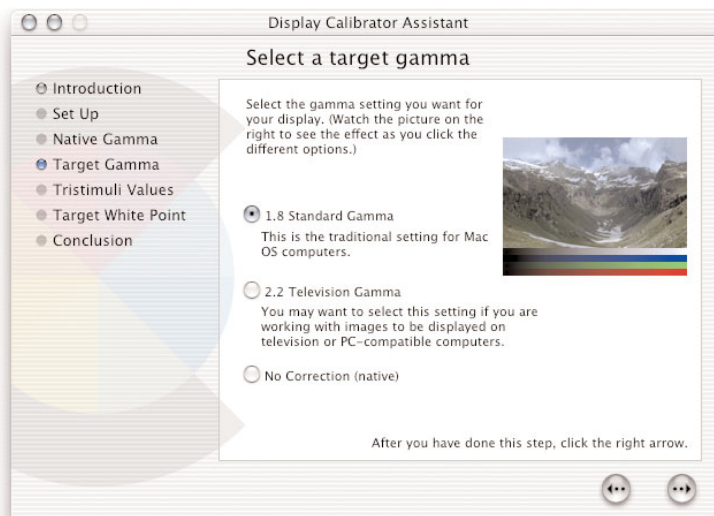 Display Calibrator Assistant
Select a target gamma
Introduction
Set Up
Native Gamma
Target Gamma
Tristimuli Values
Target White Point
Conclusion
Select the gamma setting you want for
your display. (Watch the picture on the
right to see the effect as you click the
different options.)
1.8 Standard Gamma
This is the traditional setting for Mac
OS computers.
2.2 Television Gamma
You may want to select this setting if you are
working with images to be displayed on
television or PC-compatible computers.
No Correction (native)
After you have done this step, click the right arrow.